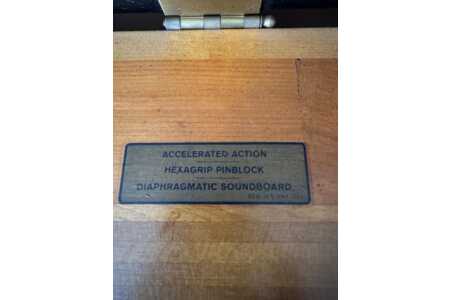 ACCELERATED ACTION
HEXAGRIP PINBLOCK
DIAPHRAGMATIC SOUNDBOARD